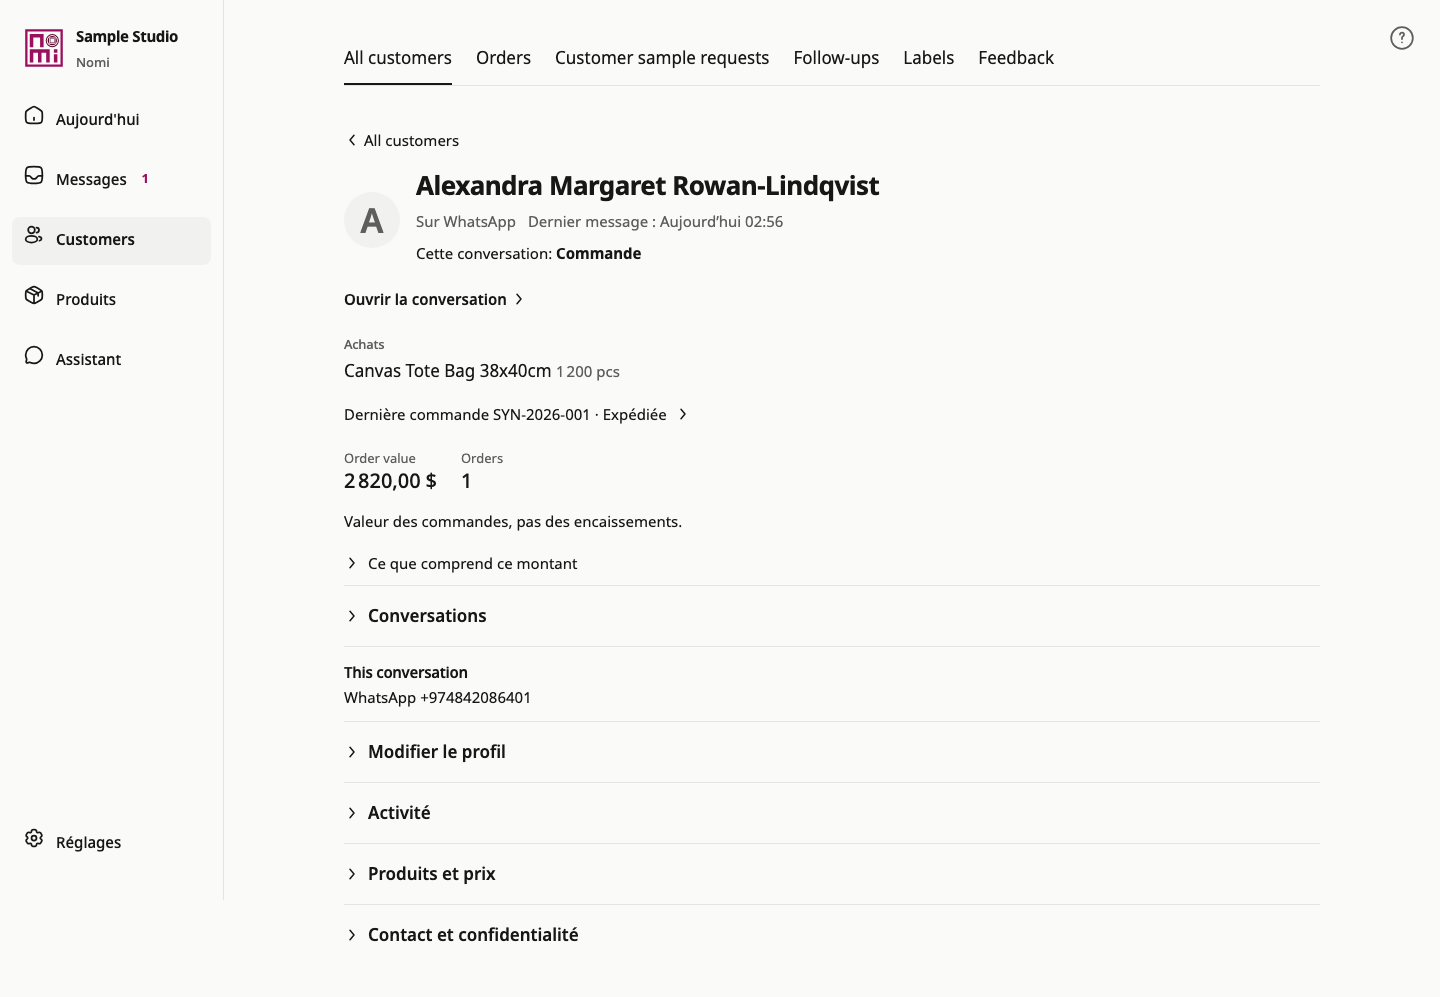 Sample Studio
Nomi
Aujourd'hui
Messages 1
Customers
Produits
Assistant
Réglages
All customers Orders Customer sample requests Follow-ups Labels Feedback
All customers
A
Alexandra Margaret Rowan-Lindqvist
Sur WhatsApp Dernier message : Aujourd’hui 02:56
Cette conversation: Commande
Ouvrir la conversation
Achats
Canvas Tote Bag 38x40cm 1 200 pcs
Dernière commande SYN-2026-001 · Expédiée
Order value Orders
2 820,00 $ 1
Valeur des commandes, pas des encaissements.
Ce que comprend ce montant
Conversations
This conversation
WhatsApp +974842086401
Modifier le profil
Activité
Produits et prix
Contact et confidentialité